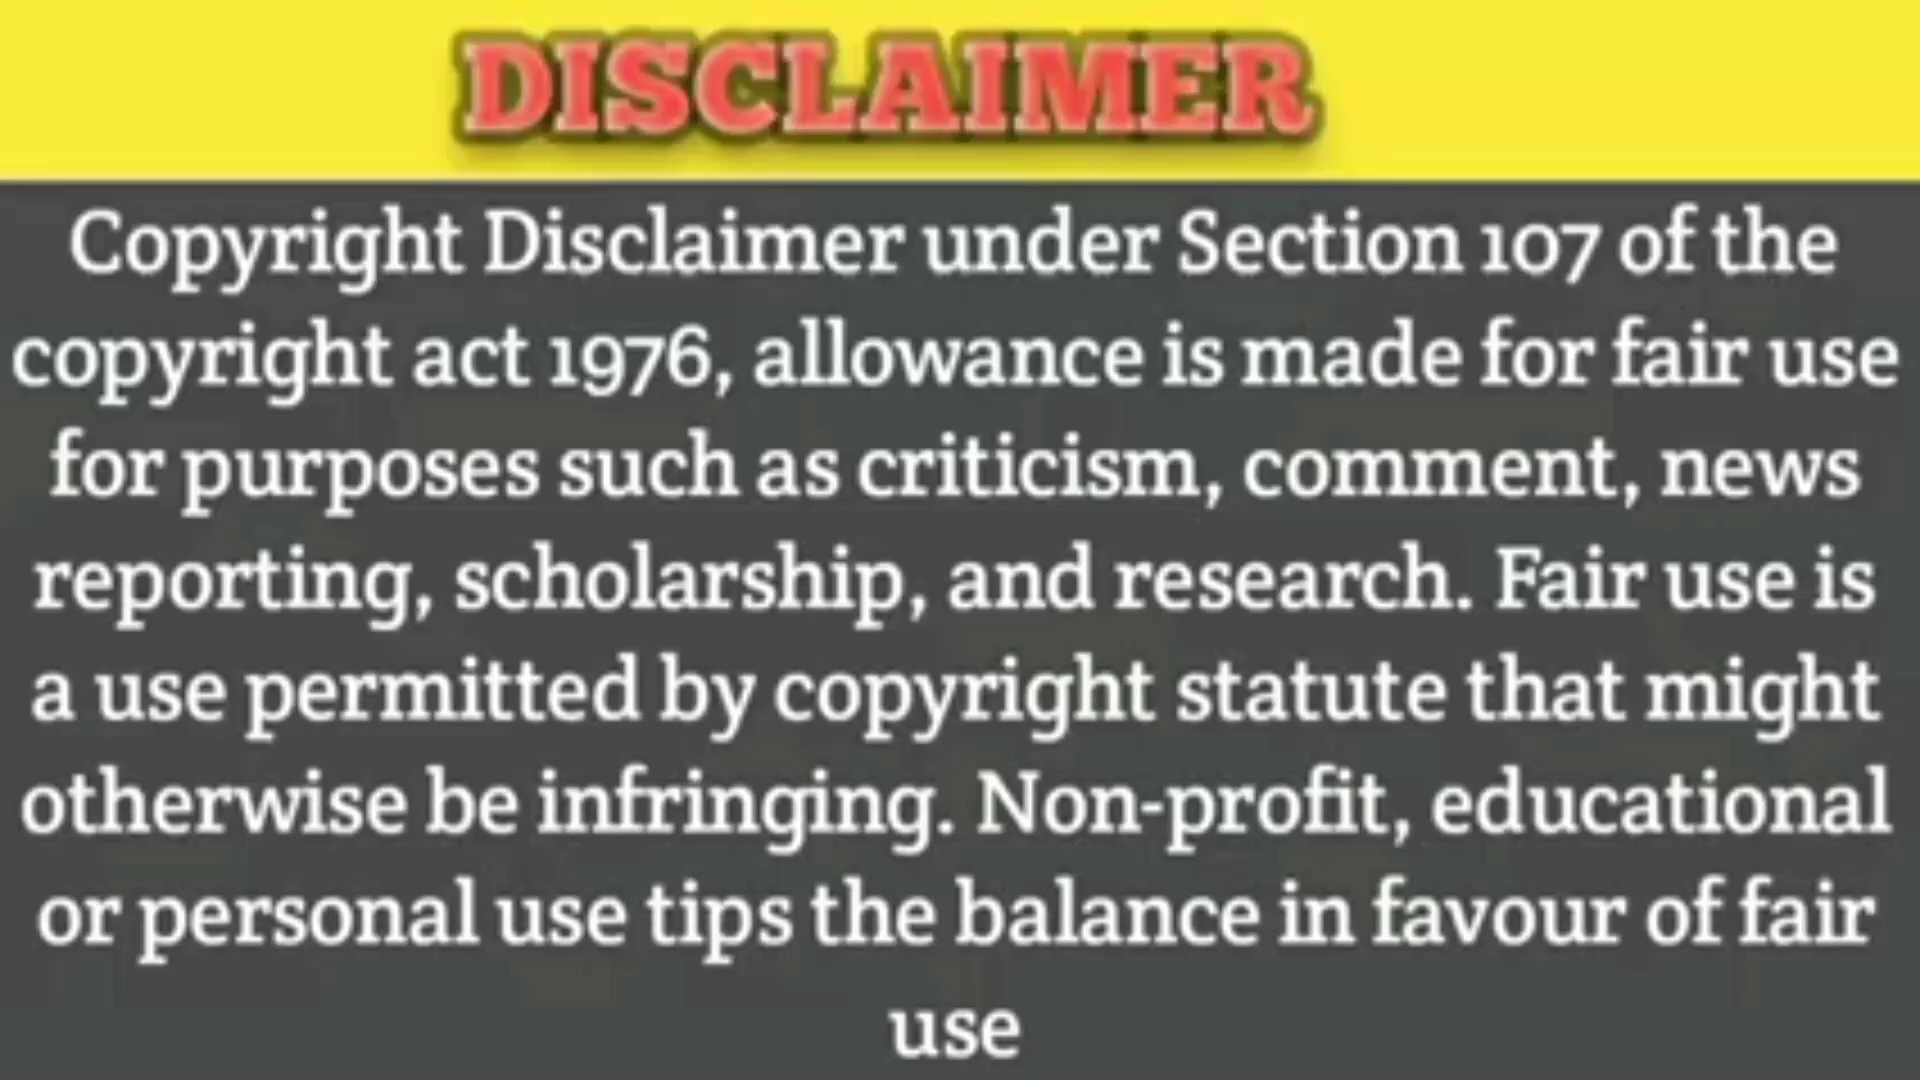 DISCLAIMER
Copyright Disclaimer under Section 107 of the
copyright act 1976, allowance is made for fair use
for purposes such as criticism, comment, news
reporting, scholarship, and research. Fair use is
a use permitted by copyright statute that might
otherwise be infringing. Non-profit, educational
or personal use tips the balance in favour of fair
use